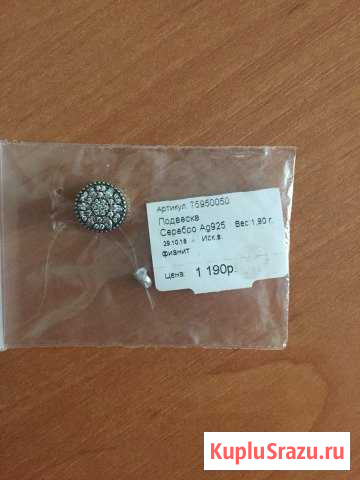 Артикул: 75950050
Подвеска
Серебро Ag925 Вес:1,90 г.
29.10.18 - Иск.в.
фианит
Цена: 1 190р.
KupluSrazu.ru